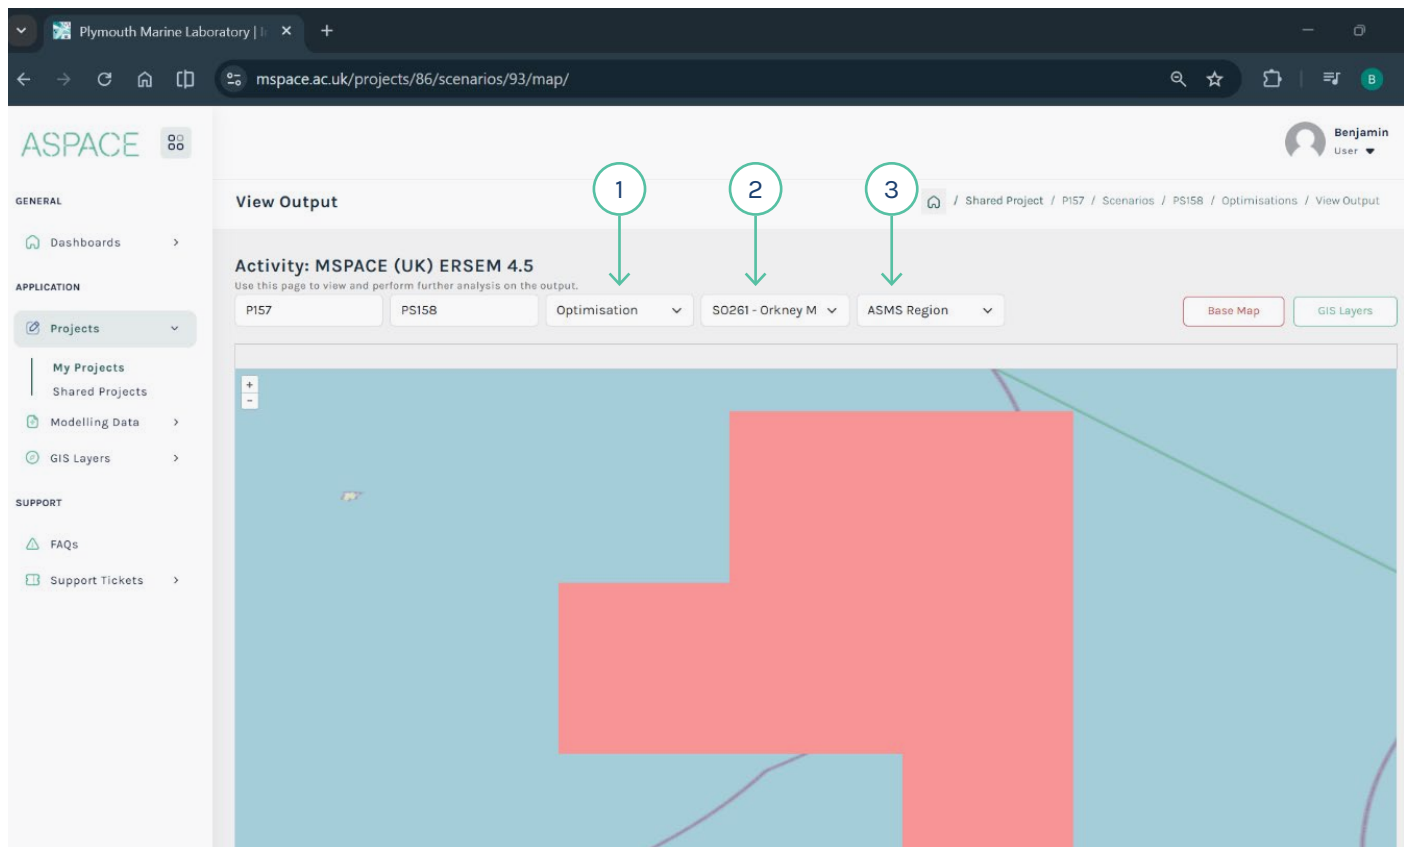 Plymouth Marine Laboratory | I
mspace.ac.uk/projects/86/scenarios/93/map/
B
ASPACE
Benjamin
User
GENERAL
View Output
1
2
3
/ Shared Project / P157 / Scenarios / PS158 / Optimisations / View Output
Dashboards
Activity: MSPACE (UK) ERSEM 4.5
Use this page to view and perform further analysis on the output.
APPLICATION
P157
PS158
Optimisation
SO261 - Orkney M
ASMS Region
Base Map
GIS Layers
Projects
My Projects
Shared Projects
+
-
Modelling Data
GIS Layers
SUPPORT
FAQs
Support Tickets